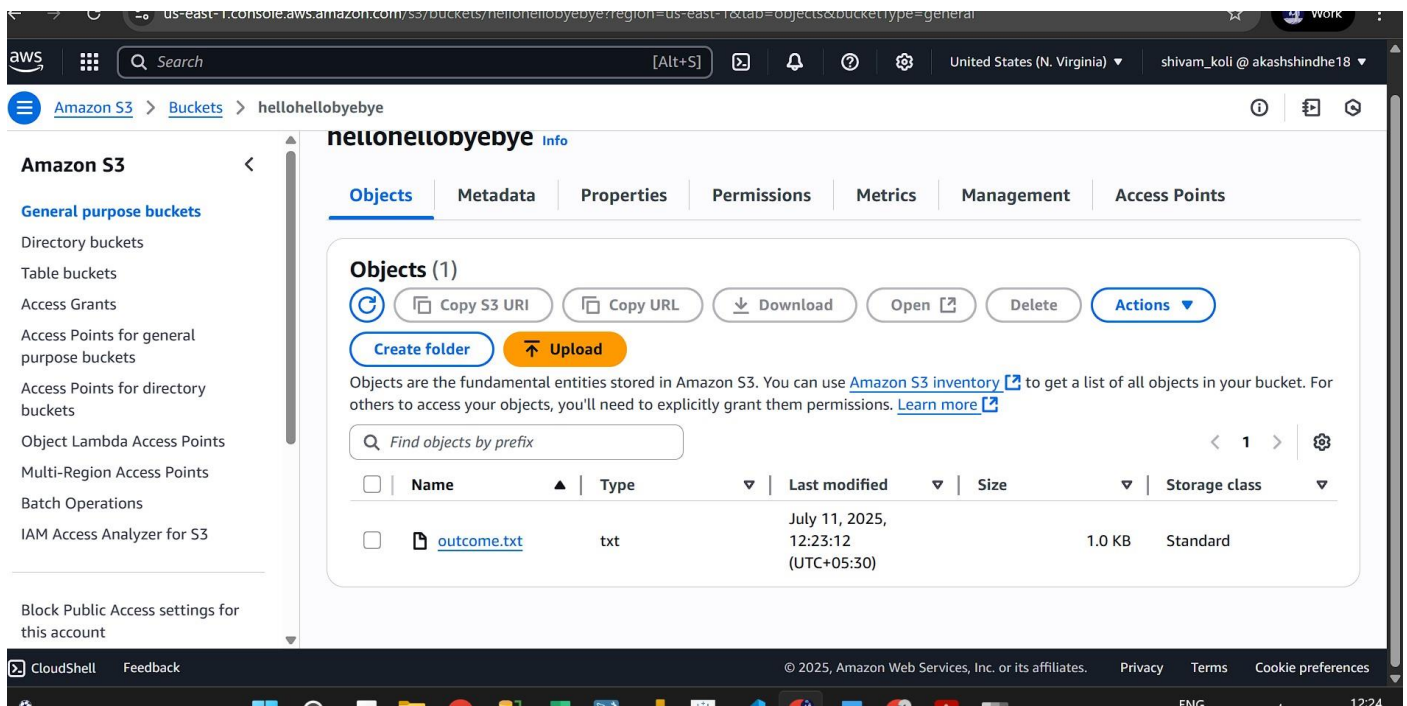 us-east-1.console.aws.amazon.com/s3/buckets/hellohellobyebye?region=us-east-1&tab=objects&bucketType=general
Work
aws
Search [Alt+S] United States (N. Virginia) ▼ shivam_koli @ akashshindhe18 ▼
Amazon S3 > Buckets > hellohellobyebye
hellohellobyebye Info
Amazon S3
General purpose buckets
Directory buckets
Table buckets
Access Grants
Access Points for general
purpose buckets
Access Points for directory
buckets
Object Lambda Access Points
Multi-Region Access Points
Batch Operations
IAM Access Analyzer for S3
Block Public Access settings for
this account
Objects Metadata Properties Permissions Metrics Management Access Points
Objects (1)
Copy S3 URI Copy URL Download Open Delete Actions ▼
Create folder Upload
Objects are the fundamental entities stored in Amazon S3. You can use Amazon S3 inventory to get a list of all objects in your bucket. For
others to access your objects, you'll need to explicitly grant them permissions. Learn more
Find objects by prefix
< 1 >
Name ▲ Type Last modified Size Storage class
outcome.txt txt July 11, 2025,
12:23:12
(UTC+05:30) 1.0 KB Standard
CloudShell Feedback © 2025, Amazon Web Services, Inc. or its affiliates. Privacy Terms Cookie preferences
ENG 12:24